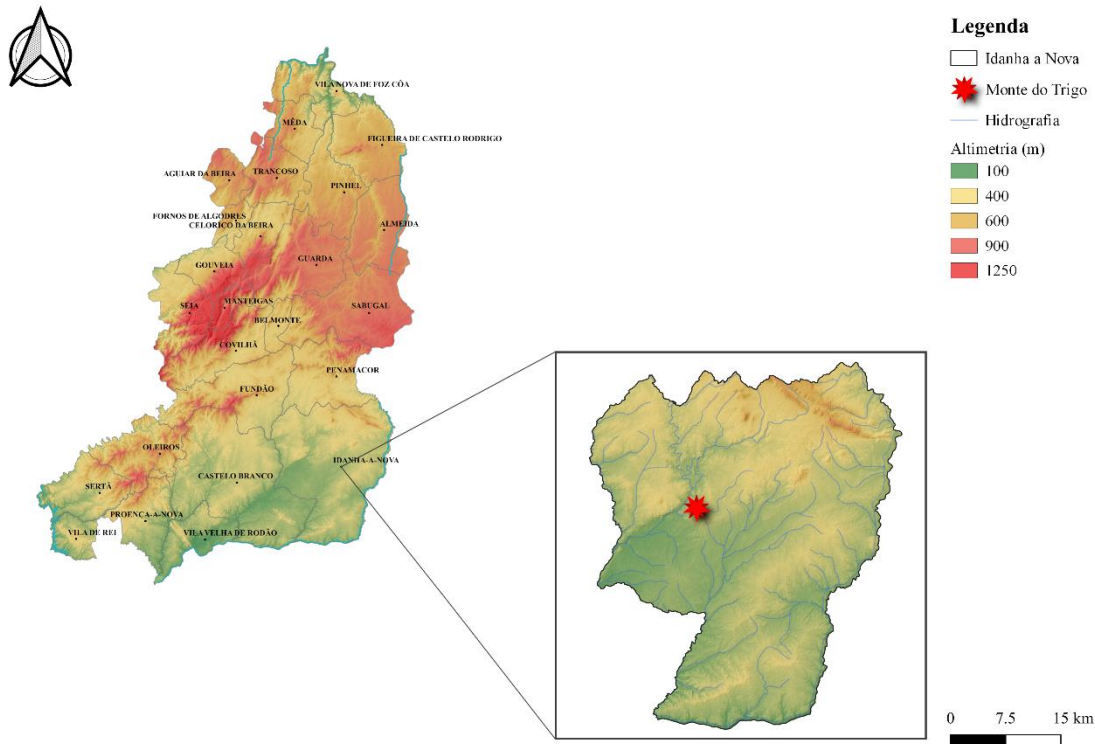 VILA NOVA DE FOZ CÔA
MÊDA
FIGUEIRA DE CASTELO RODRIGO
AGUIAR DA BEIRA
TRANCOSO
PINHEL
FORNOS DE ALGODRES
CELORICO DA BEIRA
ALMEIDA
GOUVEIA
GUARDA
SEIA
MANTEIGAS
SABUGAL
BELMONTE
COVILHÃ
PENAMACOR
FUNDÃO
OLEIROS
IDANHA-A-NOVA
CASTELO BRANCO
SERTÃ
PROENÇA-A-NOVA
VILA DE REI
VILA VELHA DE RODÃO
Legenda
Idanha a Nova
Monte do Trigo
Hidrografia
Altimetria (m)
100
400
600
900
1250
0 7.5 15 km